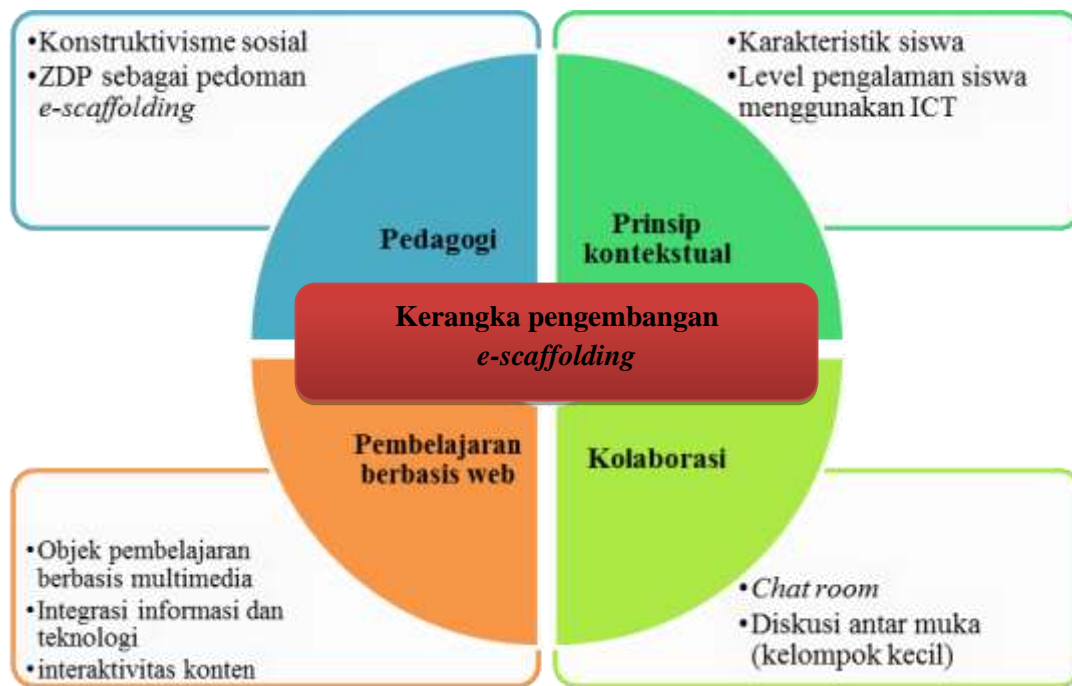 •Konstruktivisme sosial
•ZDP sebagai pedoman
e-scaffolding
•Karakteristik siswa
•Level pengalaman siswa
menggunakan ICT
Pedagogi
Prinsip
kontekstual
Kerangka pengembangan
e-scaffolding
Pembelajaran
berbasis web
Kolaborasi
•Objek pembelajaran
berbasis multimedia
•Integrasi informasi dan
teknologi
•interaktivitas konten
•Chat room
•Diskusi antar muka
(kelompok kecil)